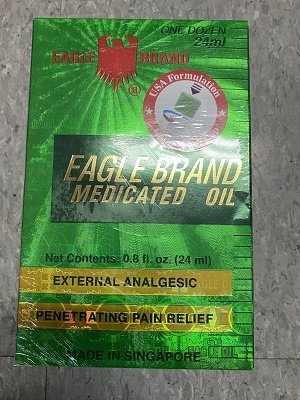 ONE DOZEN
24ml
EAGLE BRAND
®
USA Formulation
EAGLE BRAND
MEDICATED OIL
Net Contents: 0.8 fl. oz. (24 ml)
EXTERNAL ANALGESIC
PENETRATING PAIN RELIEF
MADE IN SINGAPORE